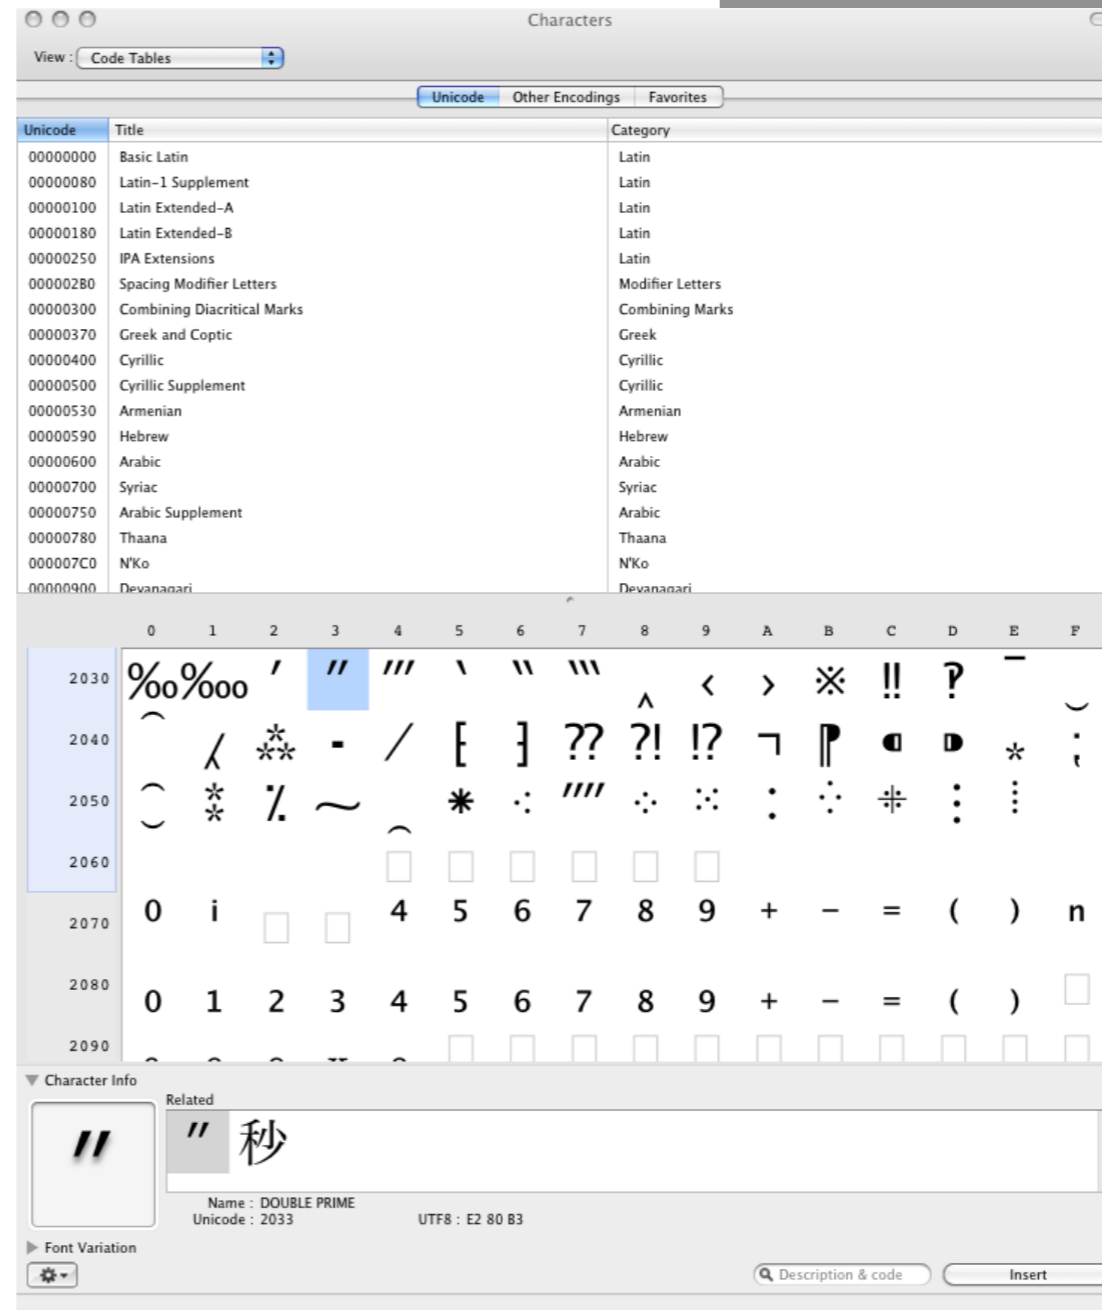 Characters
View : Code Tables
Unicode Other Encodings Favorites
Unicode Title Category
00000000 Basic Latin Latin
00000080 Latin-1 Supplement Latin
00000100 Latin Extended-A Latin
00000180 Latin Extended-B Latin
00000250 IPA Extensions Latin
000002B0 Spacing Modifier Letters Modifier Letters
00000300 Combining Diacritical Marks Combining Marks
00000370 Greek and Coptic Greek
00000400 Cyrillic Cyrillic
00000500 Cyrillic Supplement Cyrillic
00000530 Armenian Armenian
00000590 Hebrew Hebrew
00000600 Arabic Arabic
00000700 Syriac Syriac
00000750 Arabic Supplement Arabic
00000780 Thaana Thaana
000007C0 N'Ko N'Ko
00000900 Devanagari Devanagari
0 1 2 3 4 5 6 7 8 9 A B C D E F
2030 ‰ ‱ ′ ″ ‴ ‵ ‶ ‷ ‸ ‹ › ※ ‼ ‽ ‾ ‿
2040 ⁀ ⁁ ⁂ ⁃ ⁄ ⁅ ⁆ ⁇ ⁈ ⁉ ⁊ ⁋ ⁌ ⁍ ⁎ ⁏
2050 ⁐ ⁑ ⁒ ⁓ ⁔ ⁕ ⁖ ⁗ ⁘ ⁙ ⁚ ⁛ ⁜ ⁝ ⁞
2060
2070 0 i 4 5 6 7 8 9 + − = ( ) n
2080 0 1 2 3 4 5 6 7 8 9 + − = ( )
2090
Character Info
Related
″ ″ 秒
Name : DOUBLE PRIME
Unicode : 2033 UTF8 : E2 80 B3
Font Variation
Description & code Insert